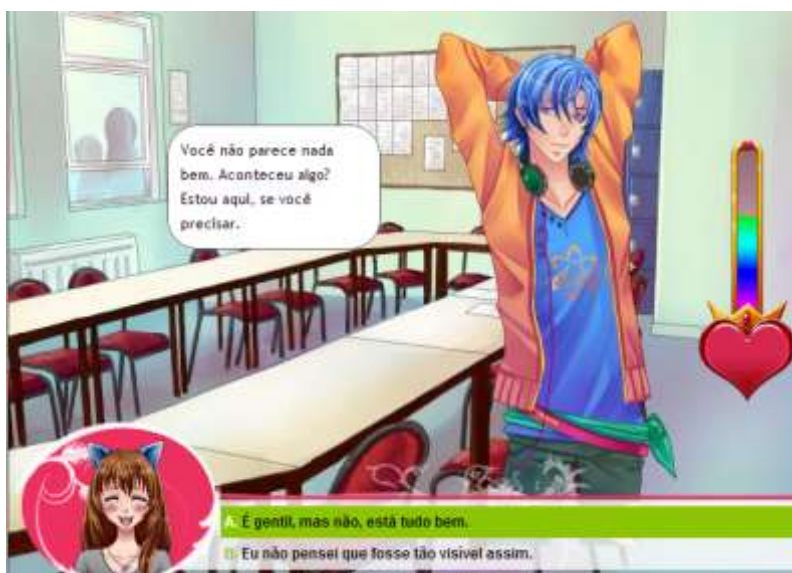 Você não parece nada
bem. Aconteceu algo?
Estou aqui, se você
precisar.
A. É gentil, mas não, está tudo bem.
B. Eu não pensei que fosse tão visível assim.